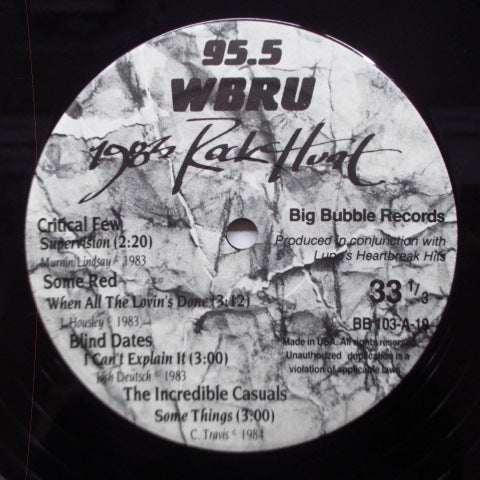 95.5
WBRU
1986 Rock Hunt
Big Bubble Records
Produced in conjunction with
Lupo's Heartbreak Hits
33 1/3
BB 103-A-19
Made in USA. All rights reserved.
Unauthorized duplication is a
violation of applicable laws.
Critical Few
Supervision (2:20)
Murnin/Lindsay © 1983
Some Red
When All The Lovin's Done (3:12)
J. Housley © 1983
Blind Dates
I Can't Explain It (3:00)
Deutsch © 1983
The Incredible Casuals
Some Things (3:00)
C. Travis © 1984